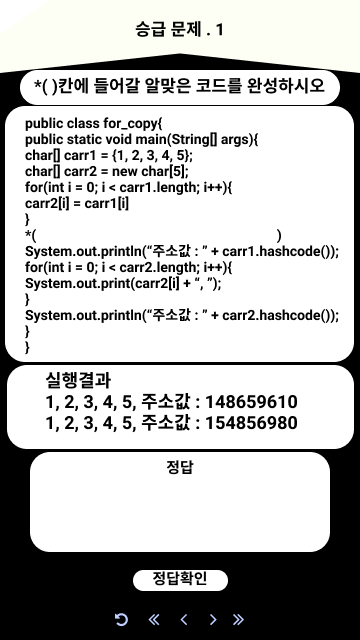 승급 문제 . 1
*( )칸에 들어갈 알맞은 코드를 완성하시오
public class for_copy{
public static void main(String[] args){
char[] carr1 = {1, 2, 3, 4, 5};
char[] carr2 = new char[5];
for(int i = 0; i < carr1.length; i++){
carr2[i] = carr1[i]
}
*( )
System.out.println(“주소값 : ” + carr1.hashcode());
for(int i = 0; i < carr2.length; i++){
System.out.print(carr2[i] + “, ”);
}
System.out.println(“주소값 : ” + carr2.hashcode());
}
}
실행결과
1, 2, 3, 4, 5, 주소값 : 148659610
1, 2, 3, 4, 5, 주소값 : 154856980
정답
정답확인